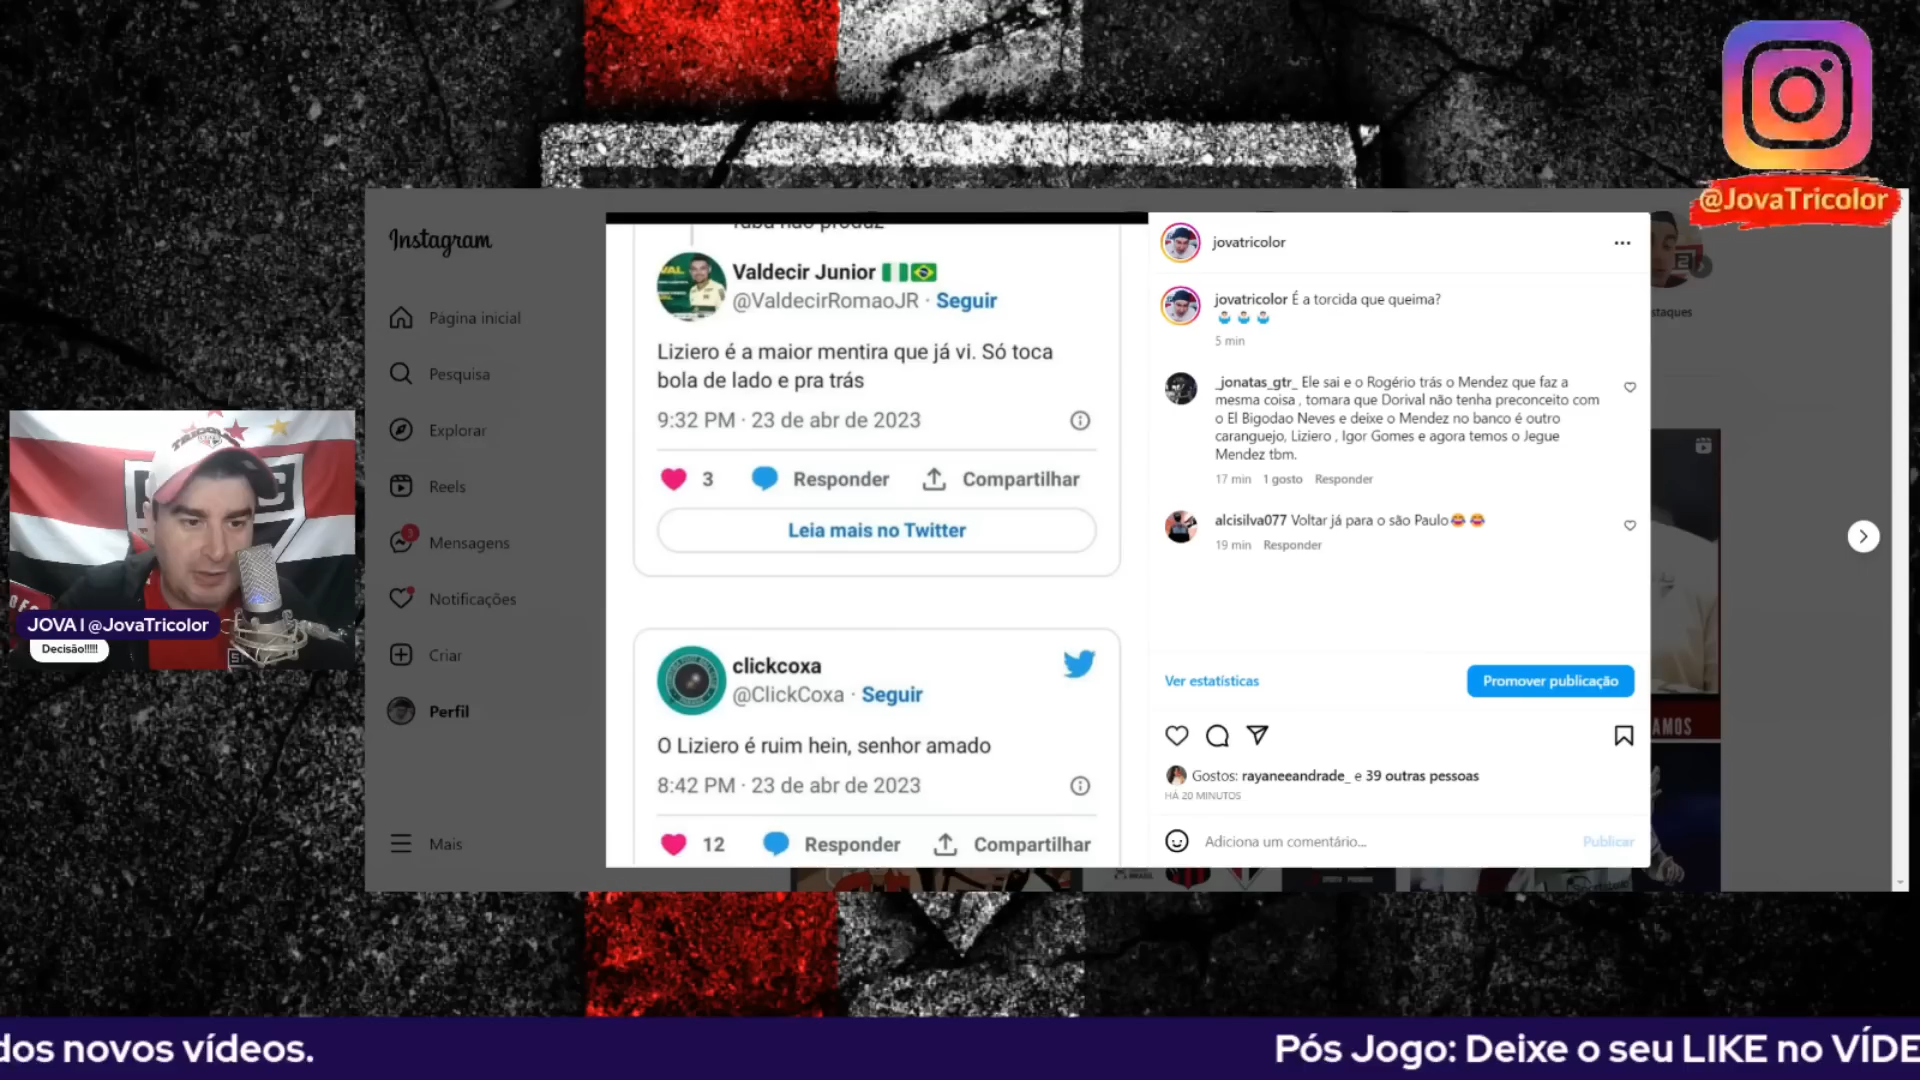 @JovaTricolor
Instagram
Página inicial
Pesquisa
Explorar
Reels
3
Mensagens
Notificações
Criar
Perfil
Mais
Valdecir Junior
@ValdecirRomaoJR · Seguir
Liziero é a maior mentira que já vi. Só toca
bola de lado e pra trás
9:32 PM · 23 de abr de 2023
3 Responder Compartilhar
Leia mais no Twitter
clickcoxa
@ClickCoxa · Seguir
O Liziero é ruim hein, senhor amado
8:42 PM · 23 de abr de 2023
12 Responder Compartilhar
jovatricolor
jovatricolor É a torcida que queima?
5 min
_jonatas_gtr_ Ele sai e o Rogério trás o Mendez que faz a
mesma coisa , tomara que Dorival não tenha preconceito com
o El Bigodao Neves e deixe o Mendez no banco é outro
caranguejo, Liziero , Igor Gomes e agora temos o Jegue
Mendez tbm.
17 min 1 gosto Responder
alcisilva077 Voltar já para o são Paulo😂😂
19 min Responder
Ver estatísticas
Promover publicação
Gostos: rayaneeandrade_ e 39 outras pessoas
HÁ 20 MINUTOS
Adiciona um comentário...
Publicar
staques
AMOS
TRICOLOR
JOVA | @JovaTricolor
Decisão!!!!!
dos novos vídeos.
Pós Jogo: Deixe o seu LIKE no VÍDE